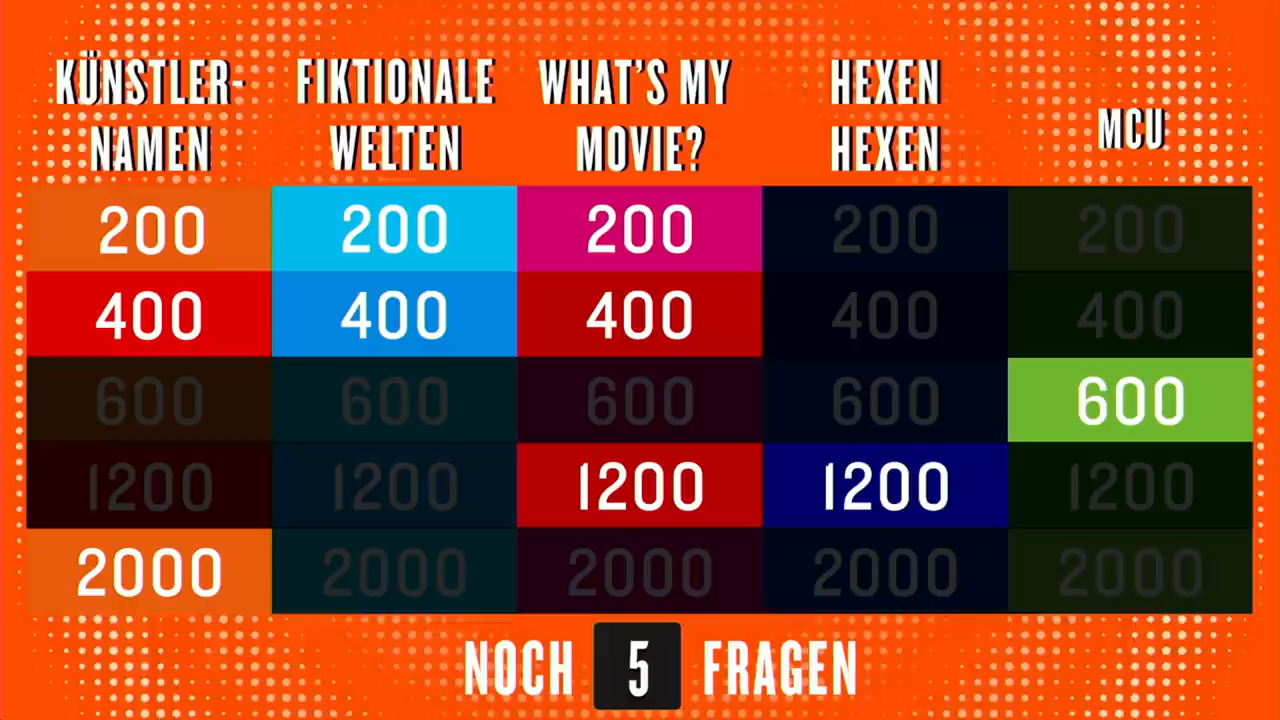 KÜNSTLER-
NAMEN
FIKTIONALE
WELTEN
WHAT'S MY
MOVIE?
HEXEN
HEXEN
MCU
200 200 200 200 200
400 400 400 400 400
600 600 600 600 600
1200 1200 1200 1200 1200
2000 2000 2000 2000 2000
NOCH 5 FRAGEN